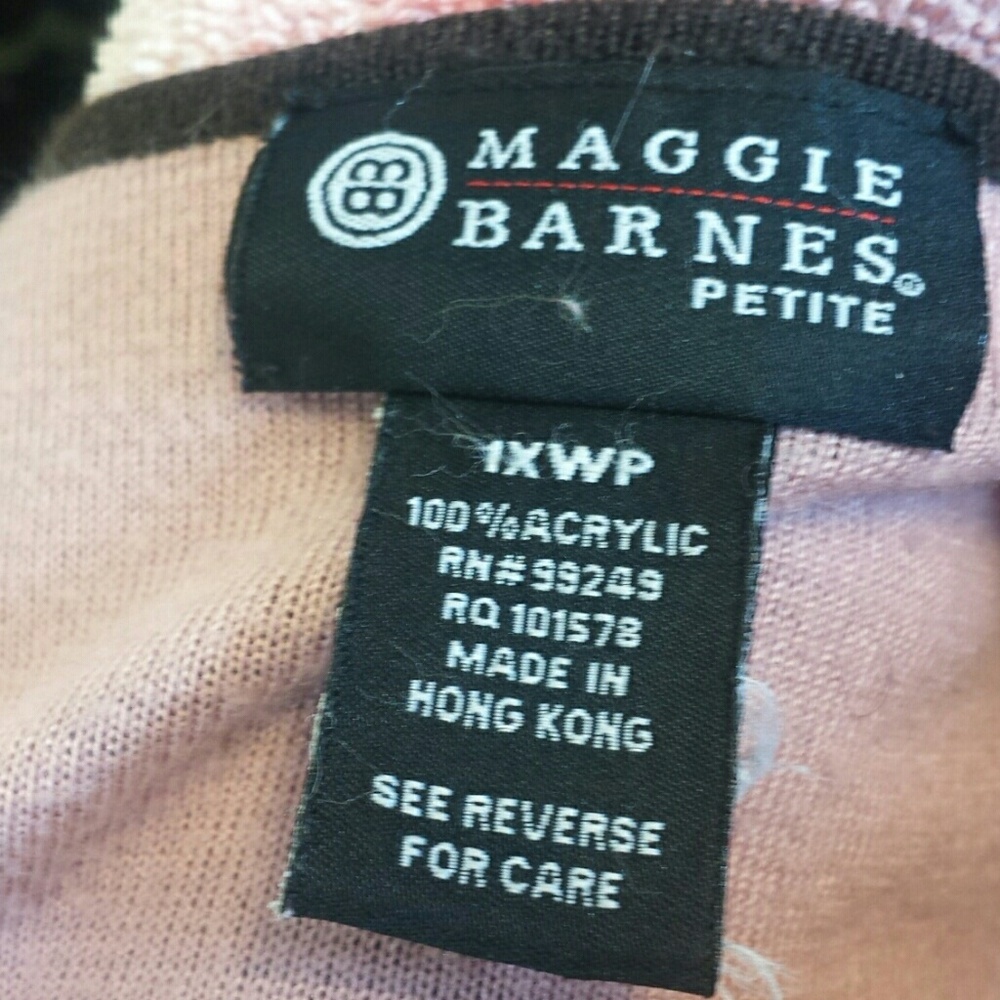 MAGGIE
BARNES®
PETITE
1XWP
100% ACRYLIC
RN# 99249
RQ 101578
MADE IN
HONG KONG
SEE REVERSE
FOR CARE